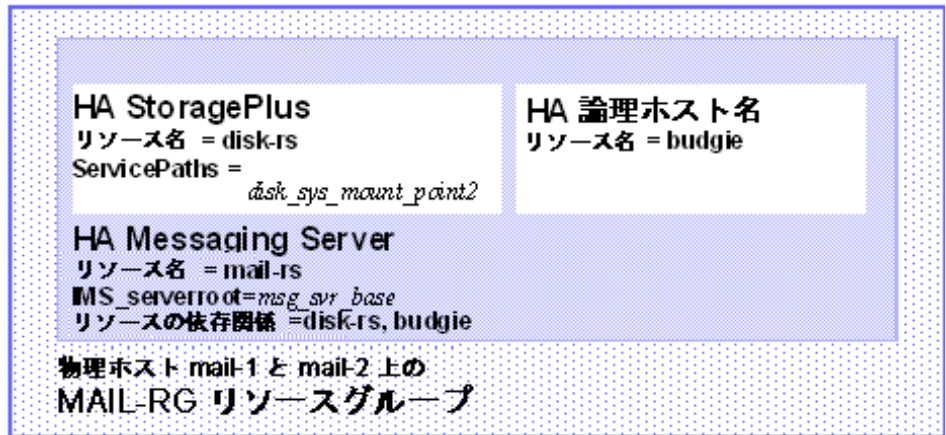 HA StoragePlus
リソース名 = disk-rs
ServicePaths =
disk_sys_mount_point2
HA 論理ホスト名
リソース名 = budgie
HA Messaging Server
リソース名 = mail-rs
IMS_serverroot=msg_svr_base
リソースの依存関係 =disk-rs, budgie
物理ホスト mail-1 と mail-2 上の
MAIL-RG リソースグループ